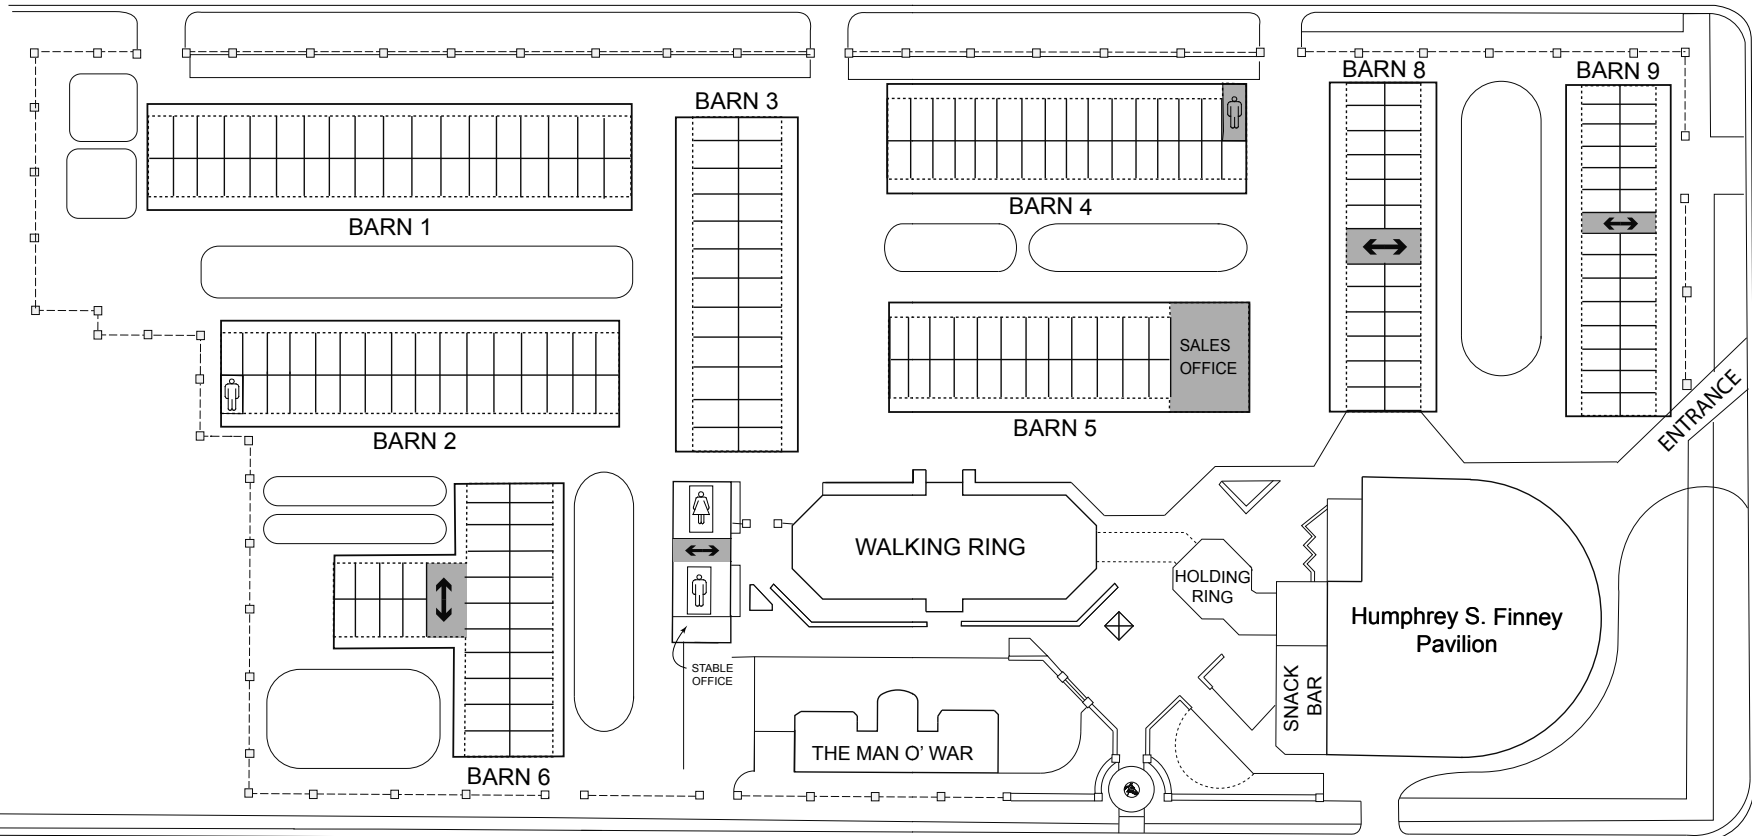 BARN 8
BARN 9
BARN 3
BARN 4
BARN 1
SALES
OFFICE
ENTRANCE
BARN 5
BARN 2
WALKING RING
HOLDING
RING
Humphrey S. Finney
Pavilion
STABLE
OFFICE
SNACK
BAR
THE MAN O' WAR
BARN 6